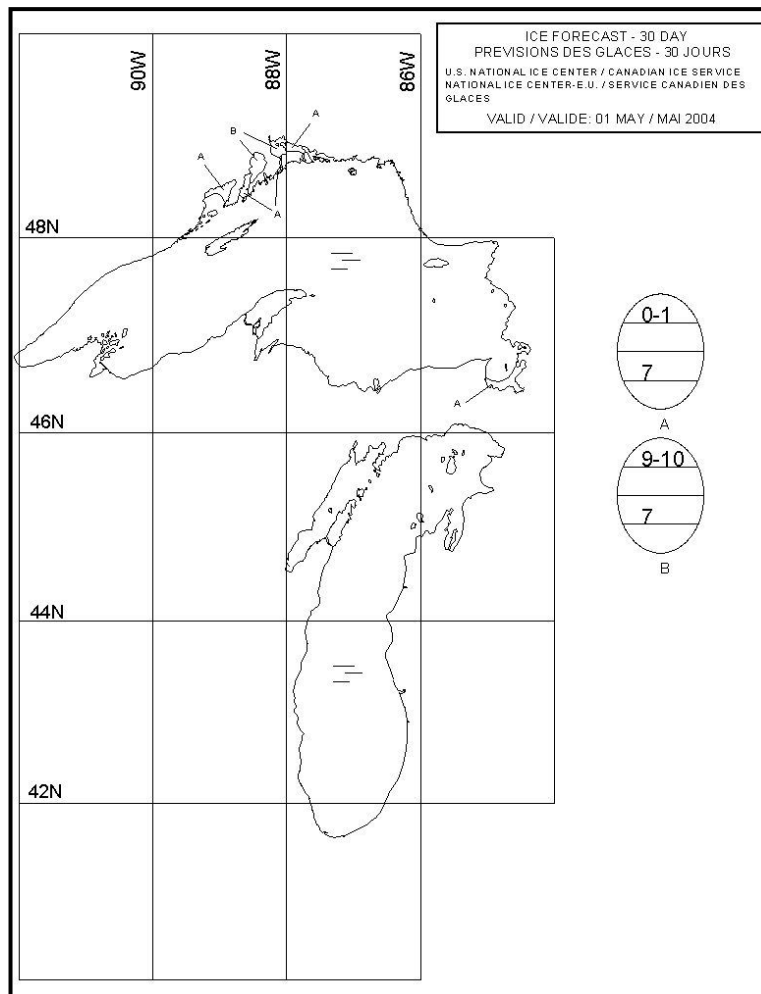 ICE FORECAST - 30 DAY
PREVISIONS DES GLACES - 30 JOURS
U.S. NATIONAL ICE CENTER / CANADIAN ICE SERVICE
NATIONAL ICE CENTER-E.U. / SERVICE CANADIEN DES
GLACES
VALID / VALIDE: 01 MAY / MAI 2004
90W
88W
86W
A
B
A
A
48N
A
46N
44N
42N
0-1
7
A
9-10
7
B